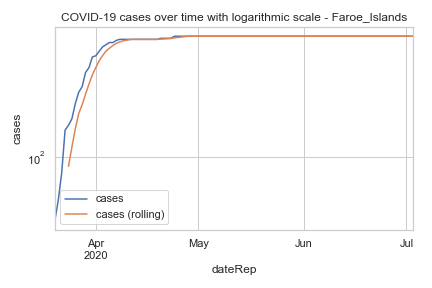 COVID-19 cases over time with logarithmic scale - Faroe_Islands
cases
10^2
cases
cases (rolling)
Apr
2020
May
Jun
Jul
dateRep